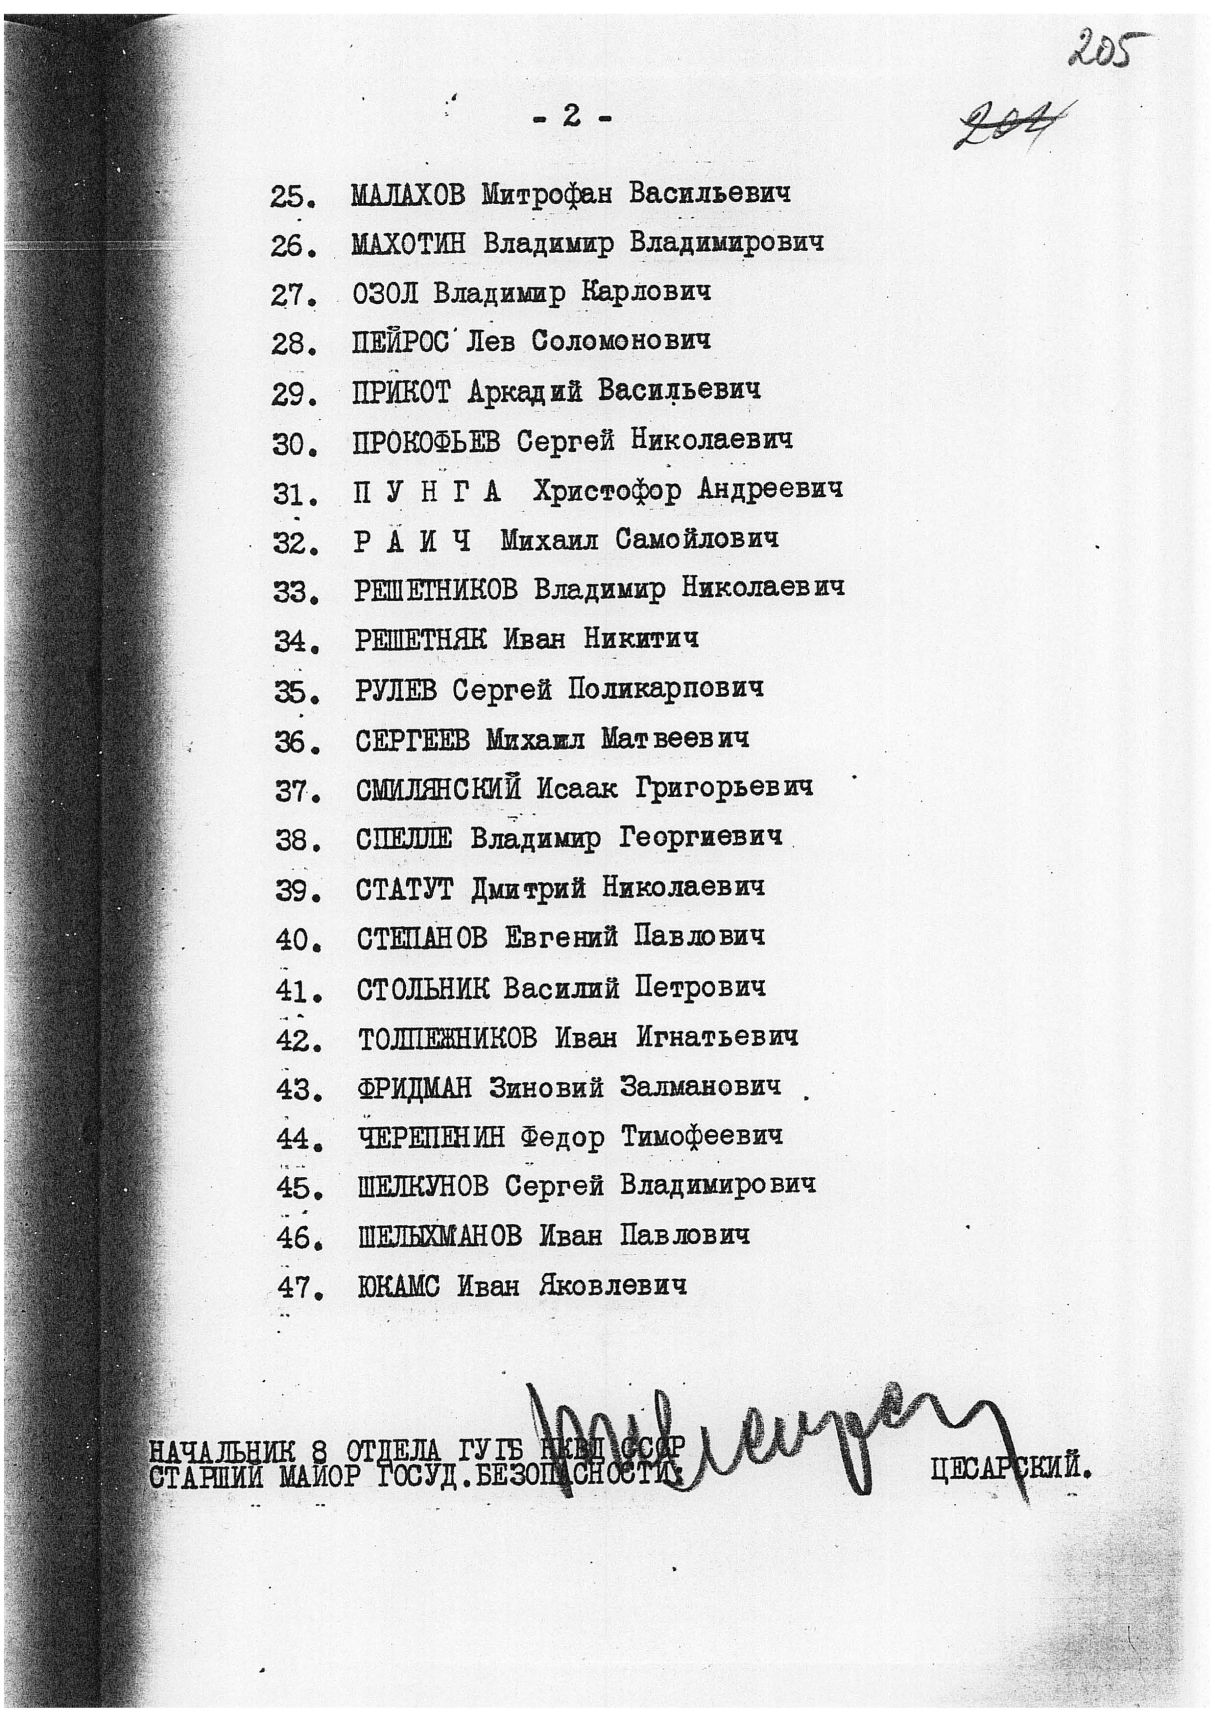 205
204
- 2 -
25. МАЛАХОВ Митрофан Васильевич
26. МАХОТИН Владимир Владимирович
27. ОЗОЛ Владимир Карлович
28. ПЕЙРОС Лев Соломонович
29. ПРИКОТ Аркадий Васильевич
30. ПРОКОФЬЕВ Сергей Николаевич
31. П У Н Г А Христофор Андреевич
32. Р А И Ч Михаил Самойлович
33. РЕШЕТНИКОВ Владимир Николаевич
34. РЕШЕТНЯК Иван Никитич
35. РУЛЕВ Сергей Поликарпович
36. СЕРГЕЕВ Михаил Матвеевич
37. СМИЛЯНСКИЙ Исаак Григорьевич
38. СПЕЛЛЕ Владимир Георгиевич
39. СТАТУТ Дмитрий Николаевич
40. СТЕПАНОВ Евгений Павлович
41. СТОЛЬНИК Василий Петрович
42. ТОЛПЕЖНИКОВ Иван Игнатьевич
43. ФРИДМАН Зиновий Залманович
44. ЧЕРЕПЕНИН Федор Тимофеевич
45. ШЕЛКУНОВ Сергей Владимирович
46. ШЕЛЫХМАНОВ Иван Павлович
47. ЮКАМС Иван Яковлевич
НАЧАЛЬНИК 8 ОТДЕЛА ГУГБ НКВД СССР
СТАРШИЙ МАЙОР ГОСУД.БЕЗОПАСНОСТИ: ЦЕСАРСКИЙ.